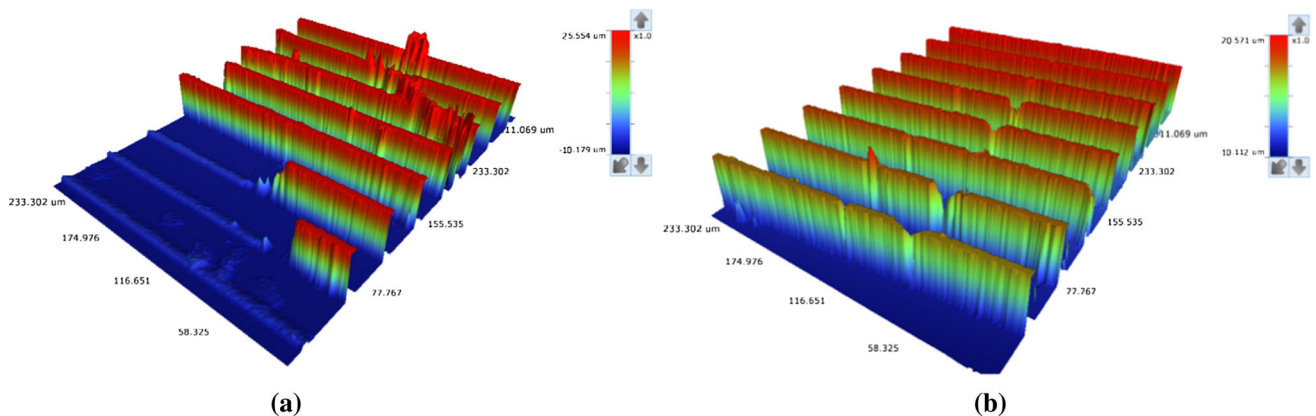 25.554 um
x1.0
-10.179 um
11.069 um
233.302
155.535
77.767
233.302 um
174.976
116.651
58.325
(a)
20.571 um
x1.0
10.112 um
11.069 um
233.302
155.535
77.767
233.302 um
174.976
116.651
58.325
(b)